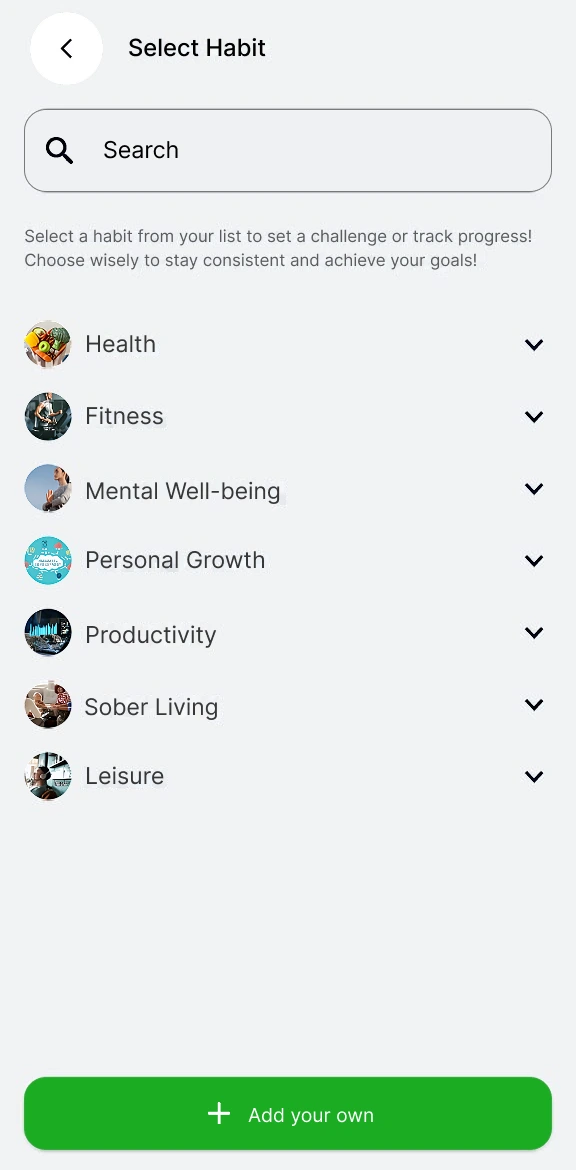 Select Habit
Search
Select a habit from your list to set a challenge or track progress!
Choose wisely to stay consistent and achieve your goals!
Health
Fitness
Mental Well-being
Personal Growth
Productivity
Sober Living
Leisure
Add your own